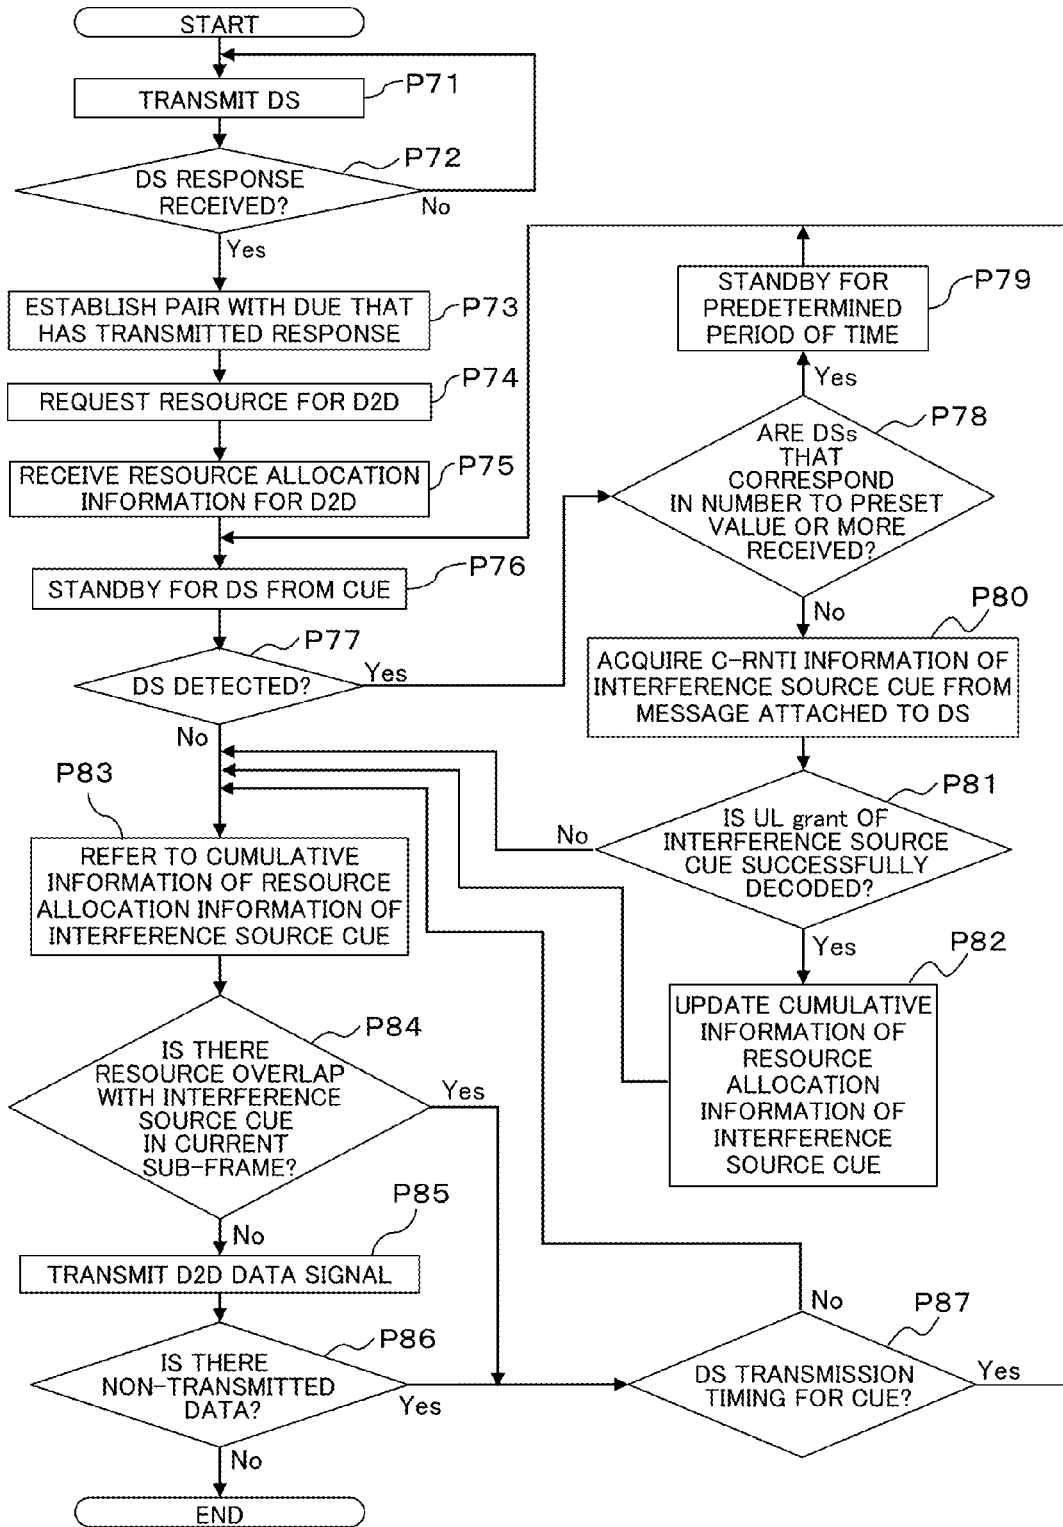 START
TRANSMIT DS
P71
DS RESPONSE
RECEIVED?
P72
No
Yes
ESTABLISH PAIR WITH DUE THAT
HAS TRANSMITTED RESPONSE
P73
REQUEST RESOURCE FOR D2D
P74
RECEIVE RESOURCE ALLOCATION
INFORMATION FOR D2D
P75
STANDBY FOR DS FROM CUE
P76
DS DETECTED?
P77
Yes
No
STANDBY FOR
PREDETERMINED
PERIOD OF TIME
P79
Yes
ARE DSs
THAT
CORRESPOND
IN NUMBER TO PRESET
VALUE OR MORE
RECEIVED?
P78
No
P80
ACQUIRE C-RNTI INFORMATION OF
INTERFERENCE SOURCE CUE FROM
MESSAGE ATTACHED TO DS
P81
IS UL grant OF
INTERFERENCE SOURCE
CUE SUCCESSFULLY
DECODED?
No
Yes
P82
UPDATE CUMULATIVE
INFORMATION OF
RESOURCE
ALLOCATION
INFORMATION OF
INTERFERENCE
SOURCE CUE
P83
REFER TO CUMULATIVE
INFORMATION OF RESOURCE
ALLOCATION INFORMATION OF
INTERFERENCE SOURCE CUE
P84
IS THERE
RESOURCE OVERLAP
WITH INTERFERENCE
SOURCE CUE
IN CURRENT
SUB-FRAME?
Yes
No
P85
TRANSMIT D2D DATA SIGNAL
P86
IS THERE
NON-TRANSMITTED
DATA?
Yes
No
P87
DS TRANSMISSION
TIMING FOR CUE?
No
Yes
END